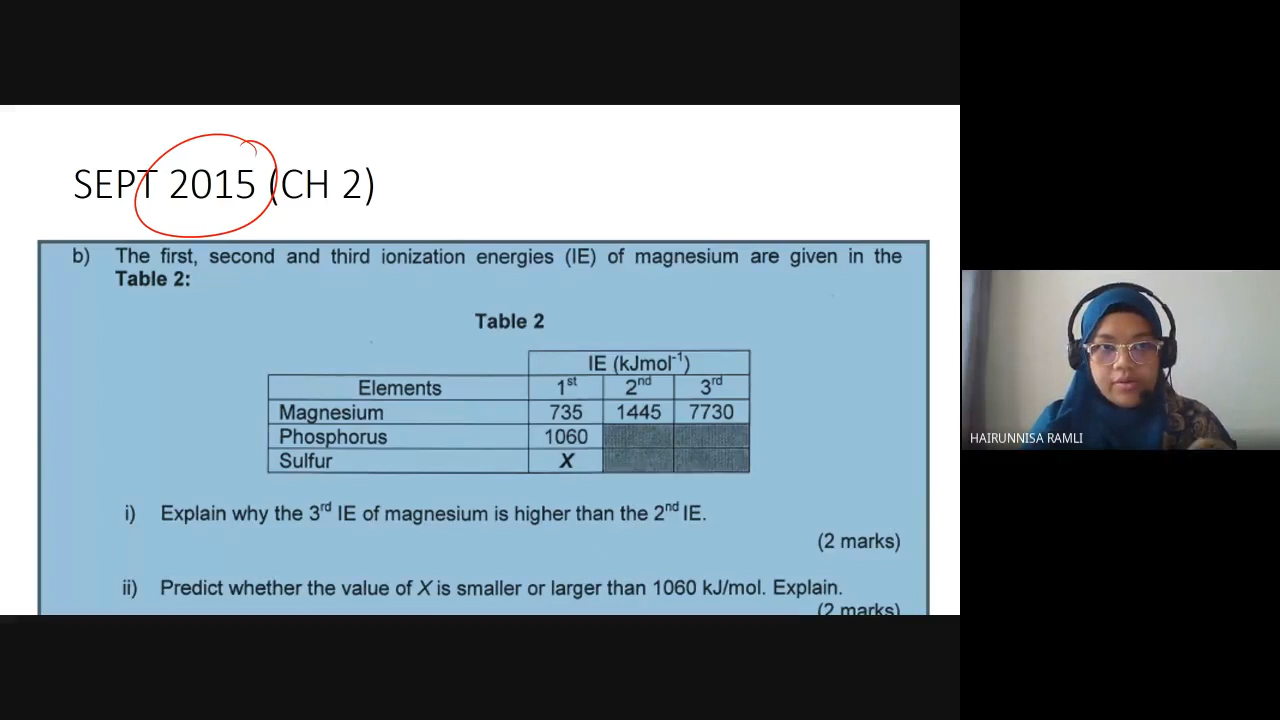 SEPT 2015 (CH 2)
b) The first, second and third ionization energies (IE) of magnesium are given in the
Table 2:
Table 2
IE (kJmol⁻¹)
Elements 1ˢᵗ 2ⁿᵈ 3ʳᵈ
Magnesium 735 1445 7730
Phosphorus 1060
Sulfur X
i) Explain why the 3ʳᵈ IE of magnesium is higher than the 2ⁿᵈ IE.
(2 marks)
ii) Predict whether the value of X is smaller or larger than 1060 kJ/mol. Explain.
(2 marks)
HAIRUNNISA RAMLI